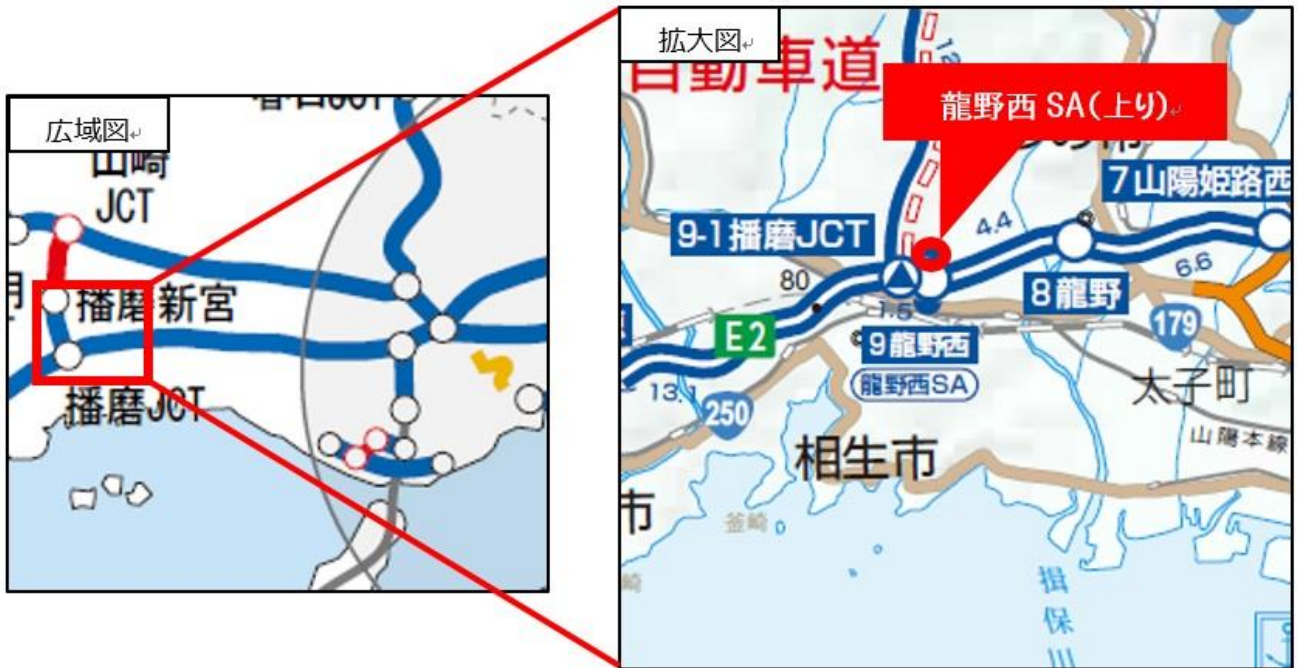 広域図
山崎
JCT
播磨新宮
播磨JCT
拡大図
自動車道
龍野西 SA(上り)
7山陽姫路西
4.4
9-1播磨JCT
6.6
80
8龍野
1.5
E2
9龍野西
179
龍野西SA
太子町
13.1
250
山陽本線
相生市
市
釜崎
崎
揖保川